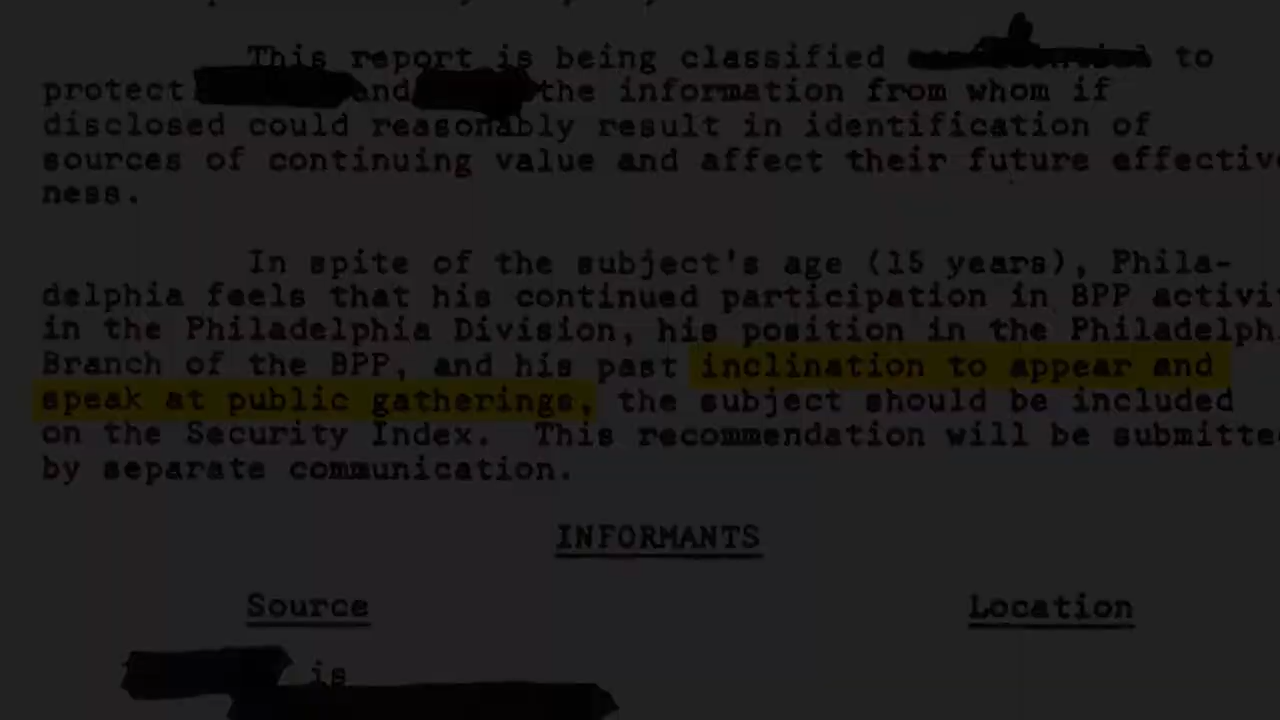 This report is being classified to
protect and the information from whom if
disclosed could reasonably result in identification of
sources of continuing value and affect their future effectiv
ness.
In spite of the subject's age (15 years), Phila-
delphia feels that his continued participation in BPP activi
in the Philadelphia Division, his position in the Philadelph
Branch of the BPP, and his past inclination to appear and
speak at public gatherings, the subject should be included
on the Security Index. This recommendation will be submitte
by separate communication.
INFORMANTS
Source Location
is